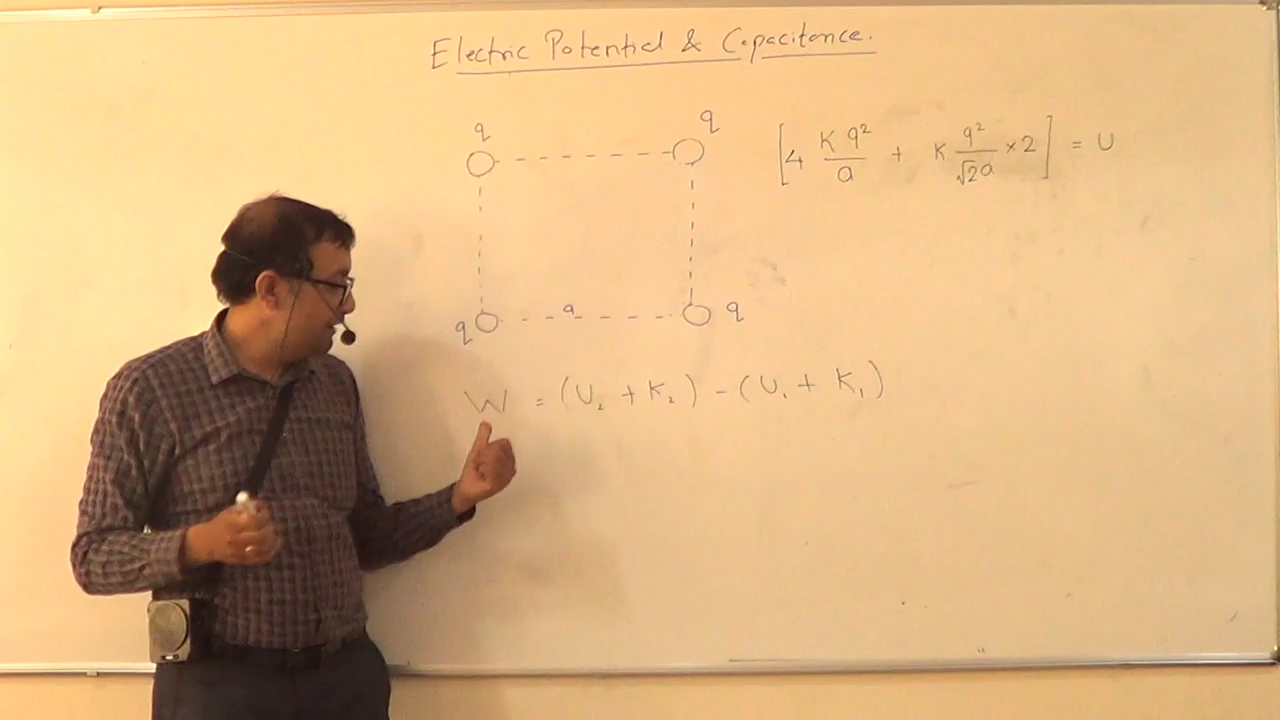 Electric Potential & Capacitance.
q q
[4 Kq²/a + K q²/√2a ×2] = U
q a q
W = (U₂ + K₂) - (U₁ + K₁)